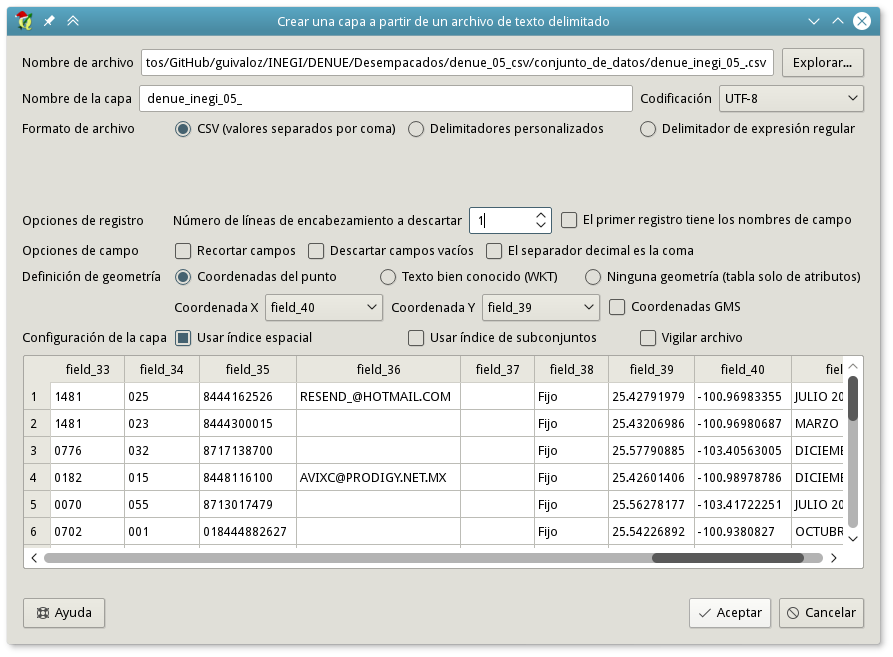 Crear una capa a partir de un archivo de texto delimitado
Nombre de archivo tos/GitHub/guivaloz/INEGI/DENUE/Desempacados/denue_05_csv/conjunto_de_datos/denue_inegi_05_.csv Explorar...
Nombre de la capa denue_inegi_05_ Codificación UTF-8
Formato de archivo CSV (valores separados por coma) Delimitadores personalizados Delimitador de expresión regular
Opciones de registro Número de líneas de encabezamiento a descartar 1 El primer registro tiene los nombres de campo
Opciones de campo Recortar campos Descartar campos vacíos El separador decimal es la coma
Definición de geometría Coordenadas del punto Texto bien conocido (WKT) Ninguna geometría (tabla solo de atributos)
Coordenada X field_40 Coordenada Y field_39 Coordenadas GMS
Configuración de la capa Usar índice espacial Usar índice de subconjuntos Vigilar archivo
field_33 field_34 field_35 field_36 field_37 field_38 field_39 field_40 fiel
1 1481 025 8444162526 RESEND_@HOTMAIL.COM Fijo 25.42791979 -100.96983355 JULIO 20
2 1481 023 8444300015 Fijo 25.43206986 -100.96980687 MARZO
3 0776 032 8717138700 Fijo 25.57790885 -103.40563005 DICIEME
4 0182 015 8448116100 AVIXC@PRODIGY.NET.MX Fijo 25.42601406 -100.98978786 DICIEME
5 0070 055 8713017479 Fijo 25.56278177 -103.41722251 JULIO 20
6 0702 001 018444882627 Fijo 25.54226892 -100.9380827 OCTUBR
Ayuda Aceptar Cancelar